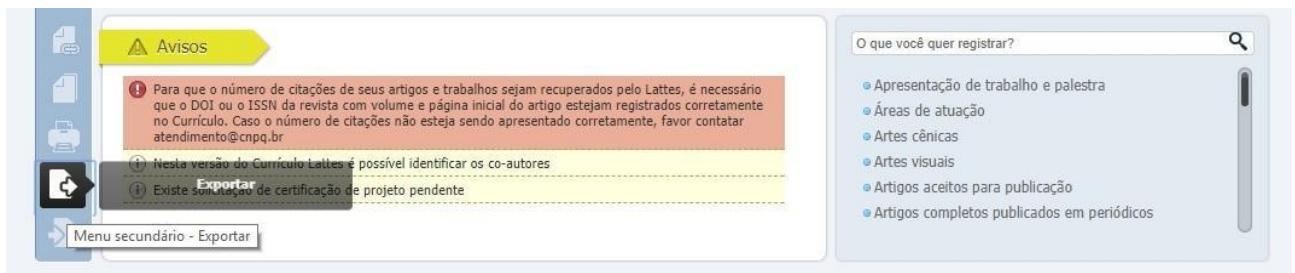 Avisos
Para que o número de citações de seus artigos e trabalhos sejam recuperados pelo Lattes, é necessário
que o DOI ou o ISSN da revista com volume e página inicial do artigo estejam registrados corretamente
no Currículo. Caso o número de citações não esteja sendo apresentado corretamente, favor contatar
atendimento@cnpq.br
Nesta versão do Currículo Lattes é possível identificar os co-autores
Existe solicitação de certificação de projeto pendente
Exportar
Menu secundário - Exportar
O que você quer registrar?
Apresentação de trabalho e palestra
Áreas de atuação
Artes cênicas
Artes visuais
Artigos aceitos para publicação
Artigos completos publicados em periódicos